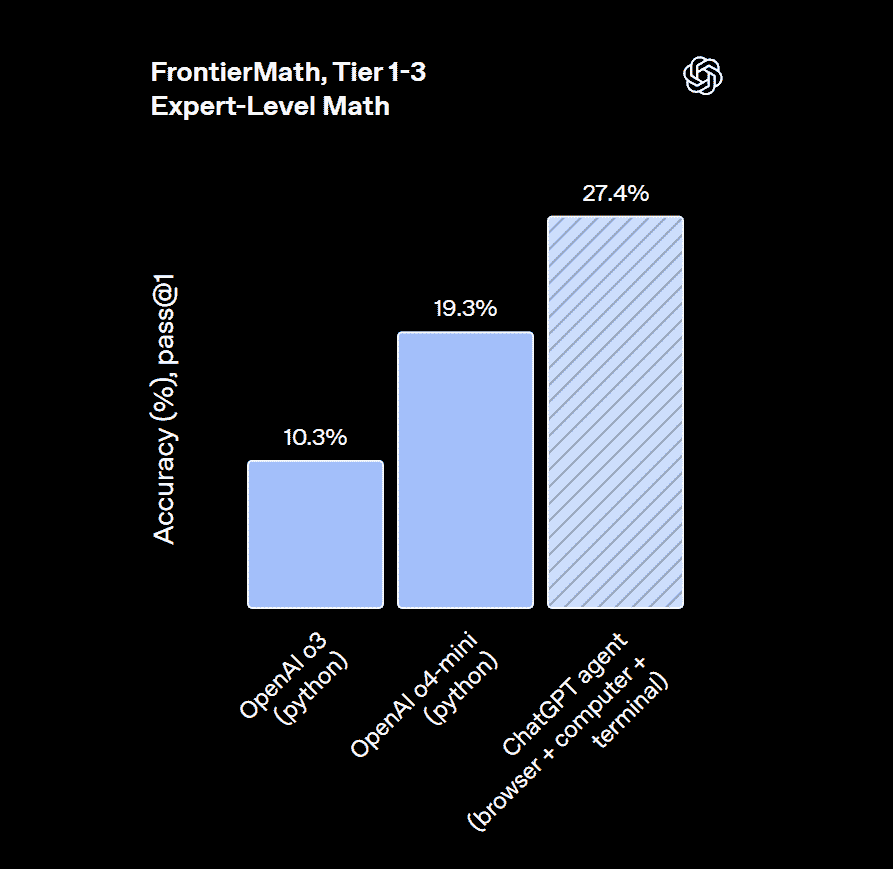 FrontierMath, Tier 1-3
Expert-Level Math
Accuracy (%), pass@1
10.3%
19.3%
27.4%
OpenAI o3
(python)
OpenAI o4-mini
(python)
ChatGPT agent
(browser + computer +
terminal)